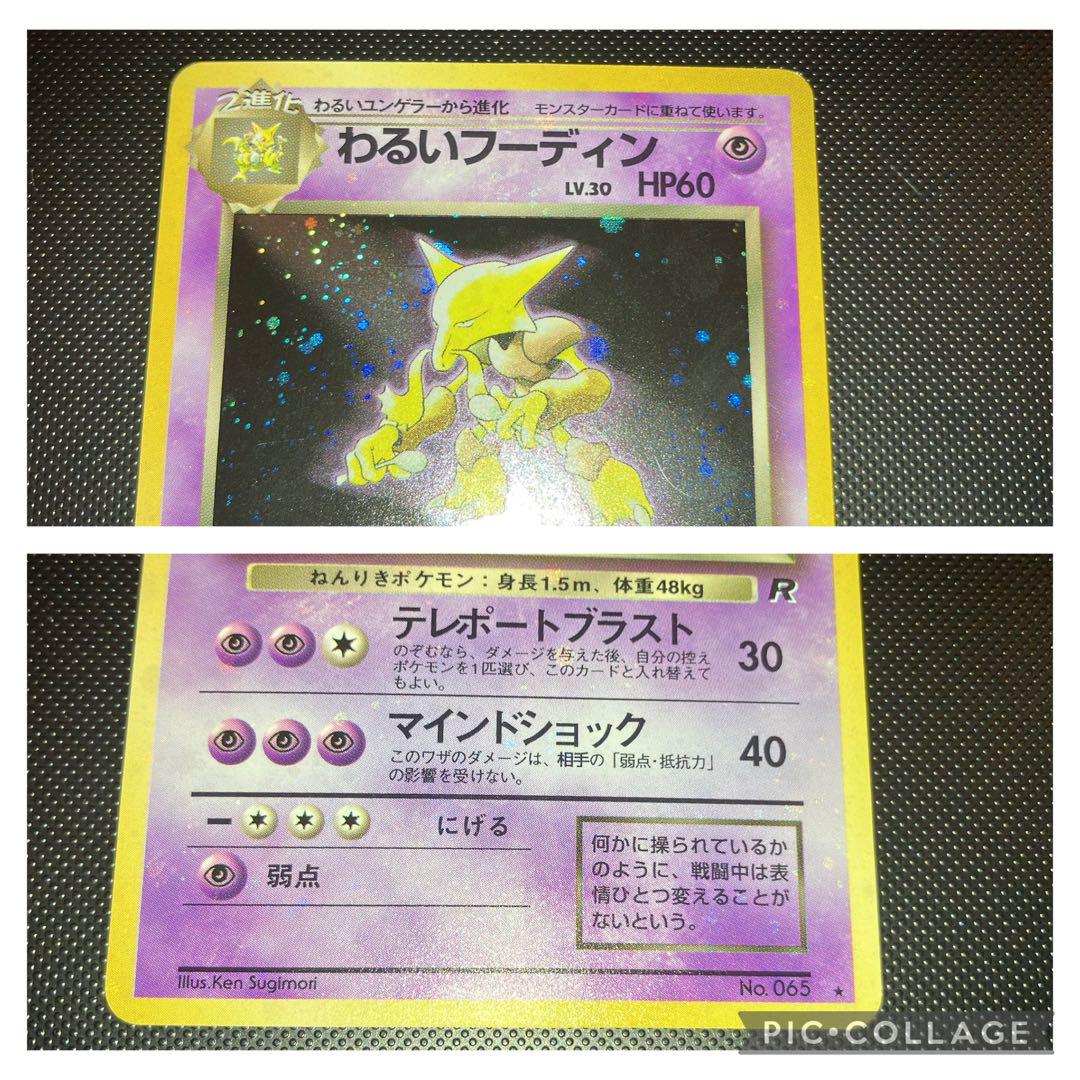 2進化 わるいユンゲラーから進化 モンスターカードに重ねて使います。
わるいフーディン
LV.30 HP60
ねんりきポケモン:身長1.5m、体重48kg R
テレポートブラスト 30
のぞむなら、ダメージを与えた後、自分の控え
ポケモンを1匹選び、このカードと入れ替えて
もよい。
マインドショック 40
このワザのダメージは、相手の「弱点・抵抗力」
の影響を受けない。
にげる
弱点
何かに操られているか
のように、戦闘中は表
情ひとつ変えることが
ないという。
Illus.Ken Sugimori
No.065 ★
PIC•COLLAGE